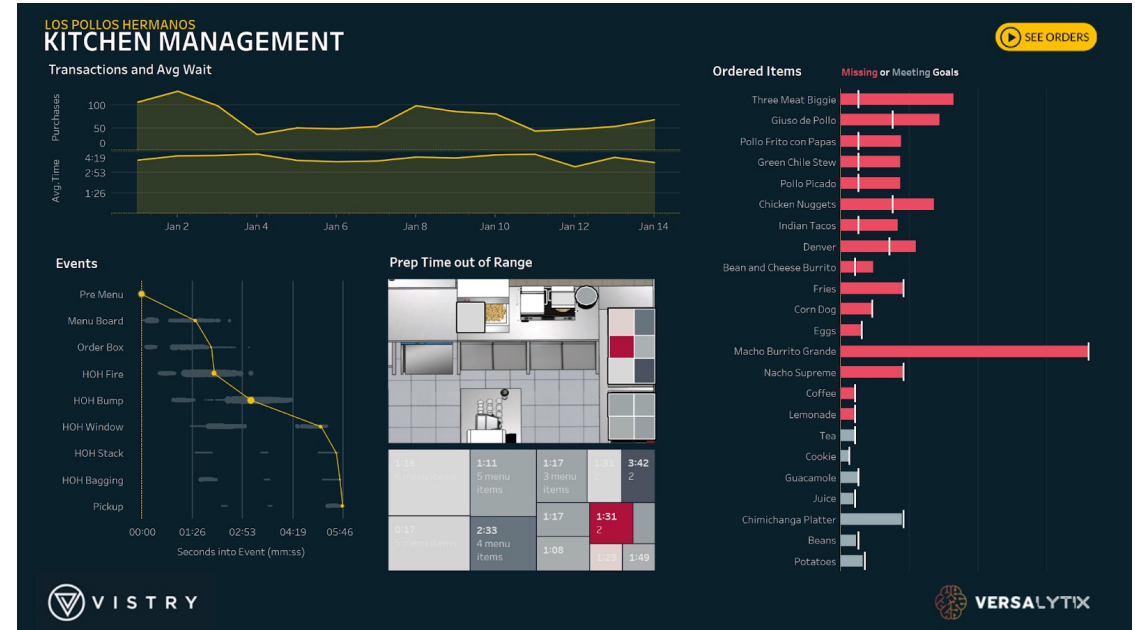 LOS POLLOS HERMANOS
KITCHEN MANAGEMENT
SEE ORDERS
Transactions and Avg Wait
Purchases
100
50
0
Avg.Time
4:19
2:53
1:26
Jan 2
Jan 4
Jan 6
Jan 8
Jan 10
Jan 12
Jan 14
Events
Pre Menu
Menu Board
Order Box
HOH Fire
HOH Bump
HOH Window
HOH Stack
HOH Bagging
Pickup
00:00
01:26
02:53
04:19
05:46
Seconds into Event (mm:ss)
Prep Time out of Range
1:11
5 menu
items
1:17
3 menu
items
3:42
2
0:17
2:33
4 menu
items
1:17
1:31
2
1:08
1:49
Ordered Items
Missing or Meeting Goals
Three Meat Biggie
Giuso de Pollo
Pollo Frito con Papas
Green Chile Stew
Pollo Picado
Chicken Nuggets
Indian Tacos
Denver
Bean and Cheese Burrito
Fries
Corn Dog
Eggs
Macho Burrito Grande
Nacho Supreme
Coffee
Lemonade
Tea
Cookie
Guacamole
Juice
Chimichanga Platter
Beans
Potatoes
VISTRY
VERSALYTIX